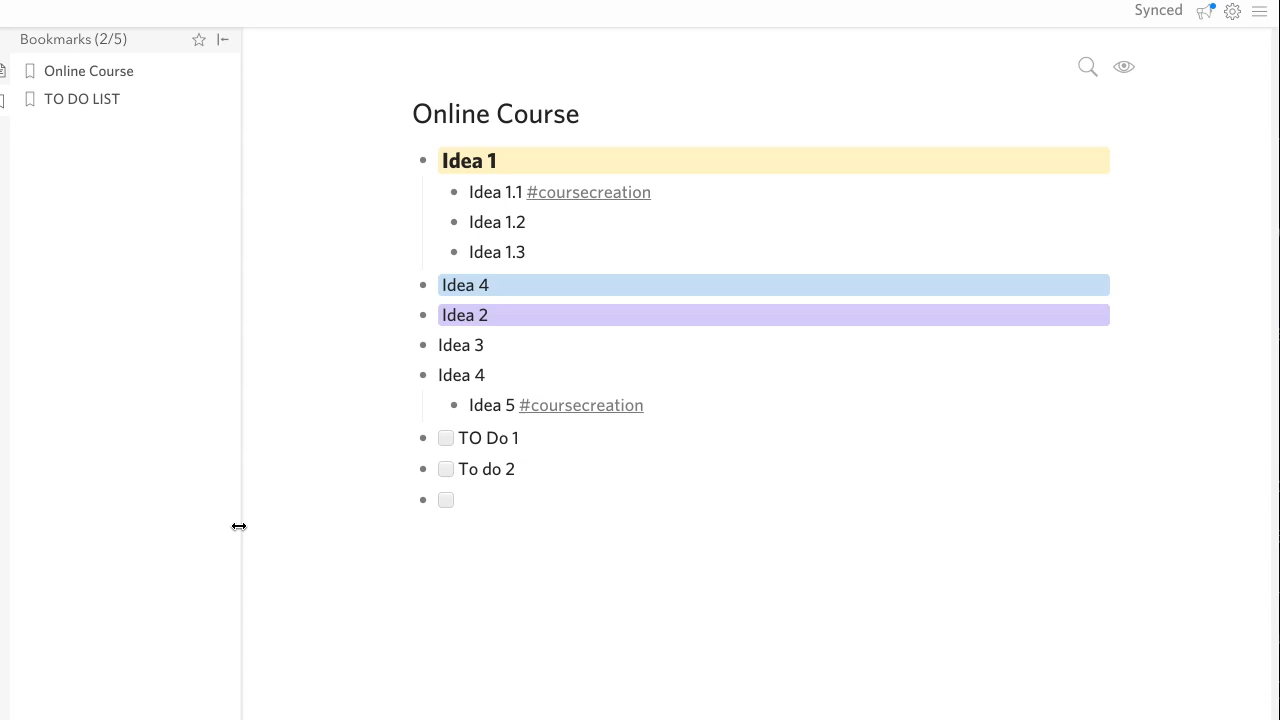 Synced
Bookmarks (2/5)
Online Course
TO DO LIST
Online Course
Idea 1
Idea 1.1 #coursecreation
Idea 1.2
Idea 1.3
Idea 4
Idea 2
Idea 3
Idea 4
Idea 5 #coursecreation
TO Do 1
To do 2